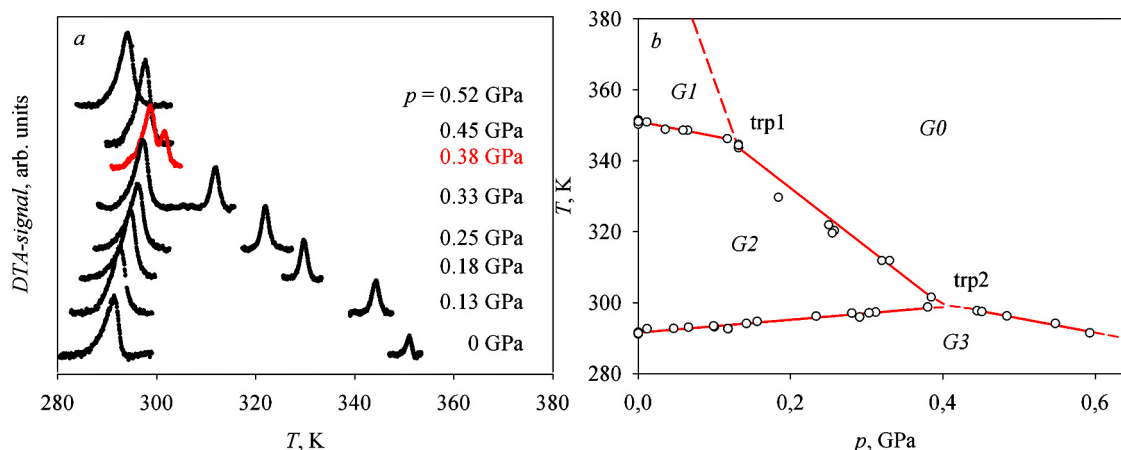 a
p = 0.52 GPa
0.45 GPa
0.38 GPa
0.33 GPa
0.25 GPa
0.18 GPa
0.13 GPa
0 GPa
DTA-signal, arb. units
280 300 320 340 360 380
T, K
b
380
360
340
320
300
280
T, K
G1
trp1
G0
G2
trp2
G3
0,0 0,2 0,4 0,6
p, GPa